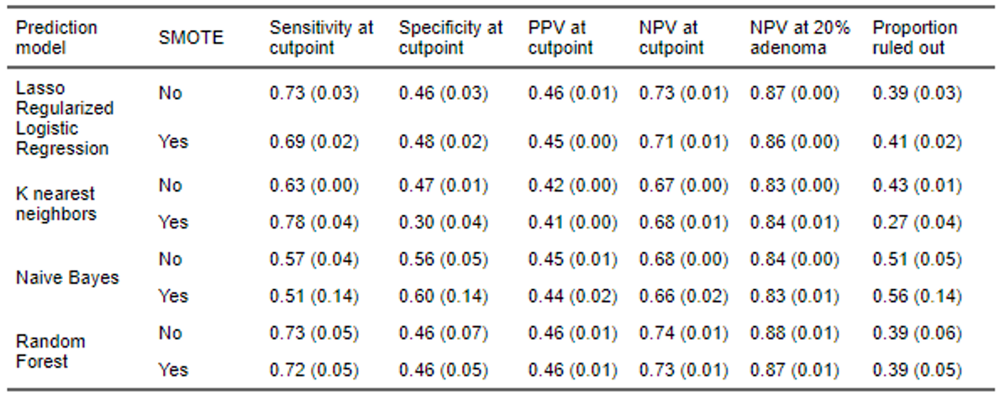 Prediction model SMOTE Sensitivity at cutpoint Specificity at cutpoint PPV at cutpoint NPV at cutpoint NPV at 20% adenoma Proportion ruled out
Lasso Regularized Logistic Regression No 0.73 (0.03) 0.46 (0.03) 0.46 (0.01) 0.73 (0.01) 0.87 (0.00) 0.39 (0.03)
Yes 0.69 (0.02) 0.48 (0.02) 0.45 (0.00) 0.71 (0.01) 0.86 (0.00) 0.41 (0.02)
K nearest neighbors No 0.63 (0.00) 0.47 (0.01) 0.42 (0.00) 0.67 (0.00) 0.83 (0.00) 0.43 (0.01)
Yes 0.78 (0.04) 0.30 (0.04) 0.41 (0.00) 0.68 (0.01) 0.84 (0.01) 0.27 (0.04)
Naive Bayes No 0.57 (0.04) 0.56 (0.05) 0.45 (0.01) 0.68 (0.00) 0.84 (0.00) 0.51 (0.05)
Yes 0.51 (0.14) 0.60 (0.14) 0.44 (0.02) 0.66 (0.02) 0.83 (0.01) 0.56 (0.14)
Random Forest No 0.73 (0.05) 0.46 (0.07) 0.46 (0.01) 0.74 (0.01) 0.88 (0.01) 0.39 (0.06)
Yes 0.72 (0.05) 0.46 (0.05) 0.46 (0.01) 0.73 (0.01) 0.87 (0.01) 0.39 (0.05)